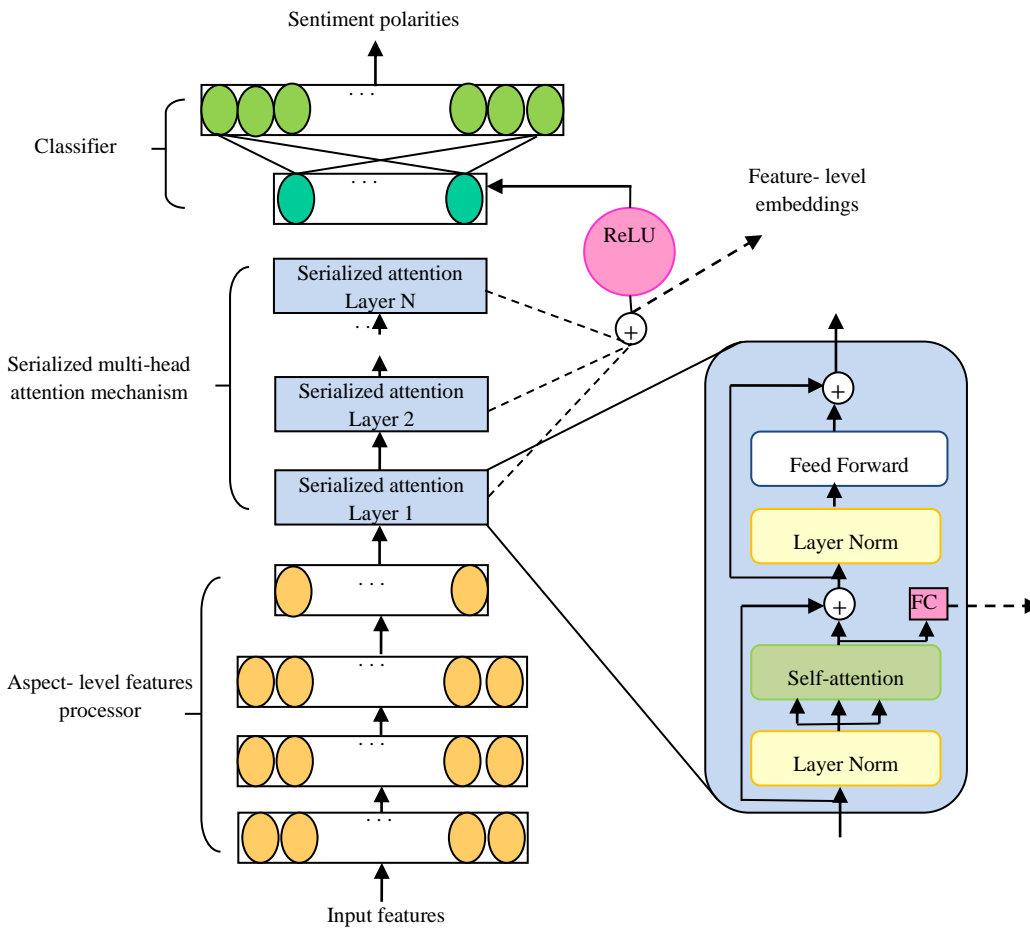 Sentiment polarities
. . .
Classifier
. . .
Feature- level
embeddings
ReLU
Serialized attention
Layer N
. . .
+
Serialized multi-head
attention mechanism
Serialized attention
Layer 2
Serialized attention
Layer 1
+
Feed Forward
Layer Norm
+
FC
Self-attention
Layer Norm
. . .
Aspect- level features
processor
. . .
. . .
. . .
Input features